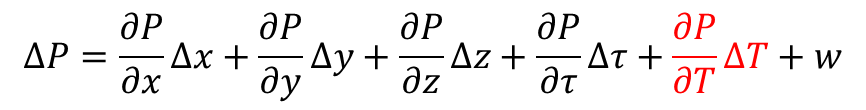 ΔP = ∂P/∂x Δx + ∂P/∂y Δy + ∂P/∂z Δz + ∂P/∂τ Δτ + ∂P/∂T ΔT + w